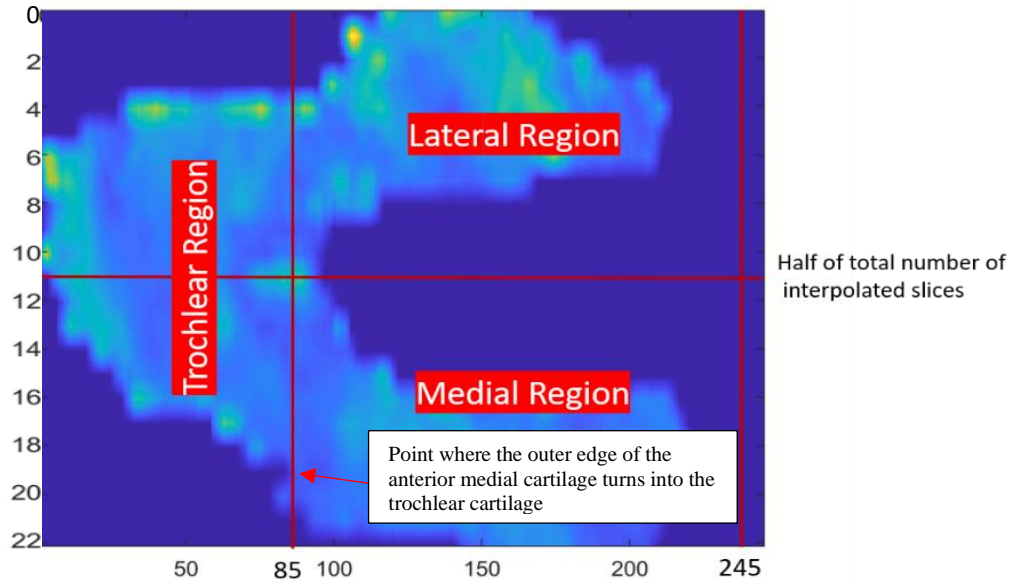 0
2
4
6
8
10
12
14
16
18
20
22
Lateral Region
Trochlear Region
Half of total number of
interpolated slices
Medial Region
Point where the outer edge of the
anterior medial cartilage turns into the
trochlear cartilage
50
85
100
150
200
245